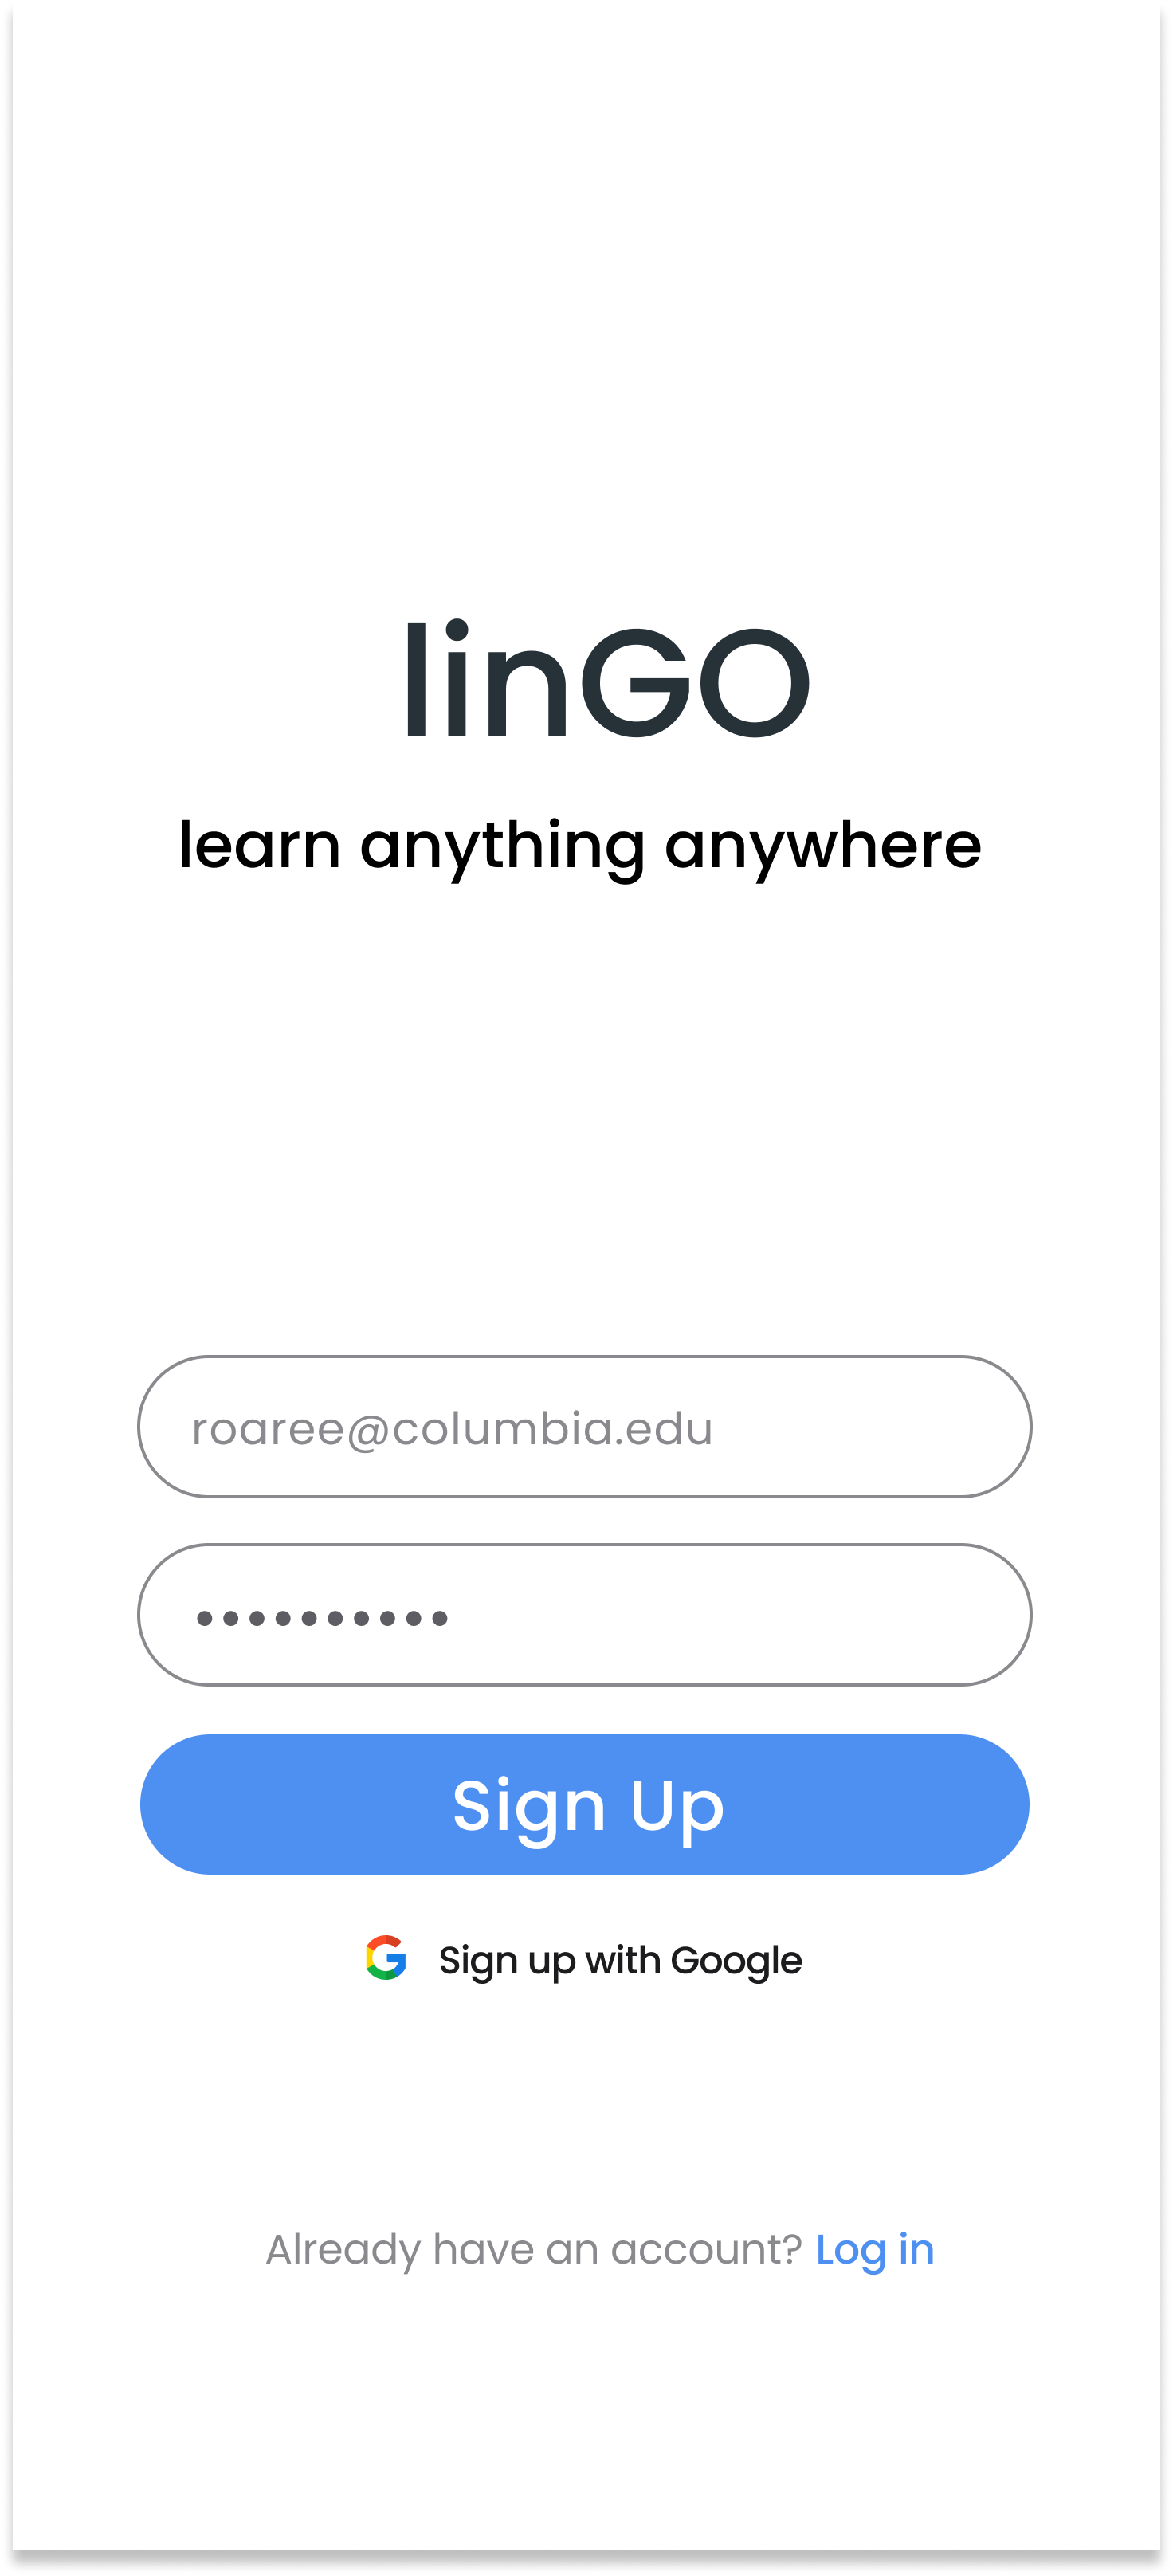 linGO
learn anything anywhere
roaree@columbia.edu
••••••••••
Sign Up
Sign up with Google
Already have an account? Log in